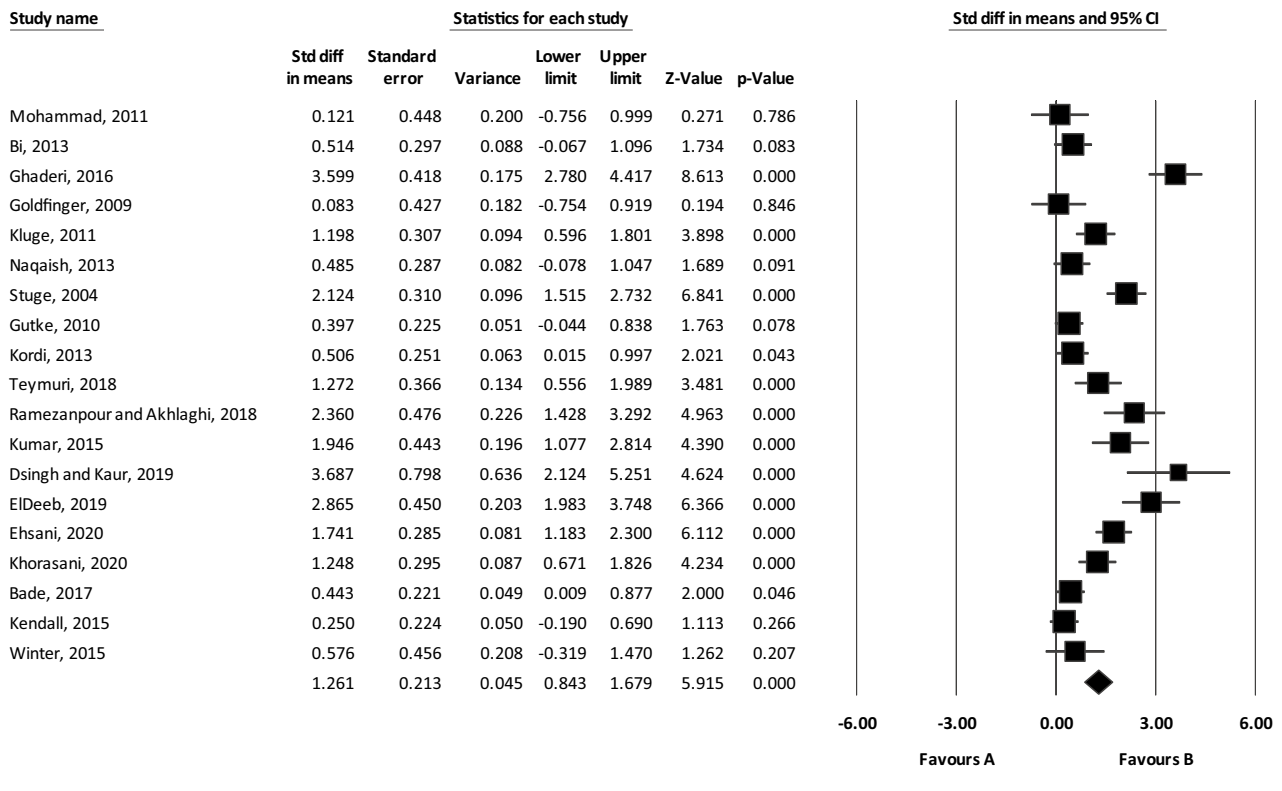 Study name Statistics for each study Std diff in means and 95% CI
Std diff Standard Lower Upper
in means error Variance limit limit Z-Value p-Value
Mohammad, 2011 0.121 0.448 0.200 -0.756 0.999 0.271 0.786
Bi, 2013 0.514 0.297 0.088 -0.067 1.096 1.734 0.083
Ghaderi, 2016 3.599 0.418 0.175 2.780 4.417 8.613 0.000
Goldfinger, 2009 0.083 0.427 0.182 -0.754 0.919 0.194 0.846
Kluge, 2011 1.198 0.307 0.094 0.596 1.801 3.898 0.000
Naqaish, 2013 0.485 0.287 0.082 -0.078 1.047 1.689 0.091
Stuge, 2004 2.124 0.310 0.096 1.515 2.732 6.841 0.000
Gutke, 2010 0.397 0.225 0.051 -0.044 0.838 1.763 0.078
Kordi, 2013 0.506 0.251 0.063 0.015 0.997 2.021 0.043
Teymuri, 2018 1.272 0.366 0.134 0.556 1.989 3.481 0.000
Ramezanpour and Akhlaghi, 2018 2.360 0.476 0.226 1.428 3.292 4.963 0.000
Kumar, 2015 1.946 0.443 0.196 1.077 2.814 4.390 0.000
Dsingh and Kaur, 2019 3.687 0.798 0.636 2.124 5.251 4.624 0.000
ElDeeb, 2019 2.865 0.450 0.203 1.983 3.748 6.366 0.000
Ehsani, 2020 1.741 0.285 0.081 1.183 2.300 6.112 0.000
Khorasani, 2020 1.248 0.295 0.087 0.671 1.826 4.234 0.000
Bade, 2017 0.443 0.221 0.049 0.009 0.877 2.000 0.046
Kendall, 2015 0.250 0.224 0.050 -0.190 0.690 1.113 0.266
Winter, 2015 0.576 0.456 0.208 -0.319 1.470 1.262 0.207
1.261 0.213 0.045 0.843 1.679 5.915 0.000
-6.00 -3.00 0.00 3.00 6.00
Favours A Favours B